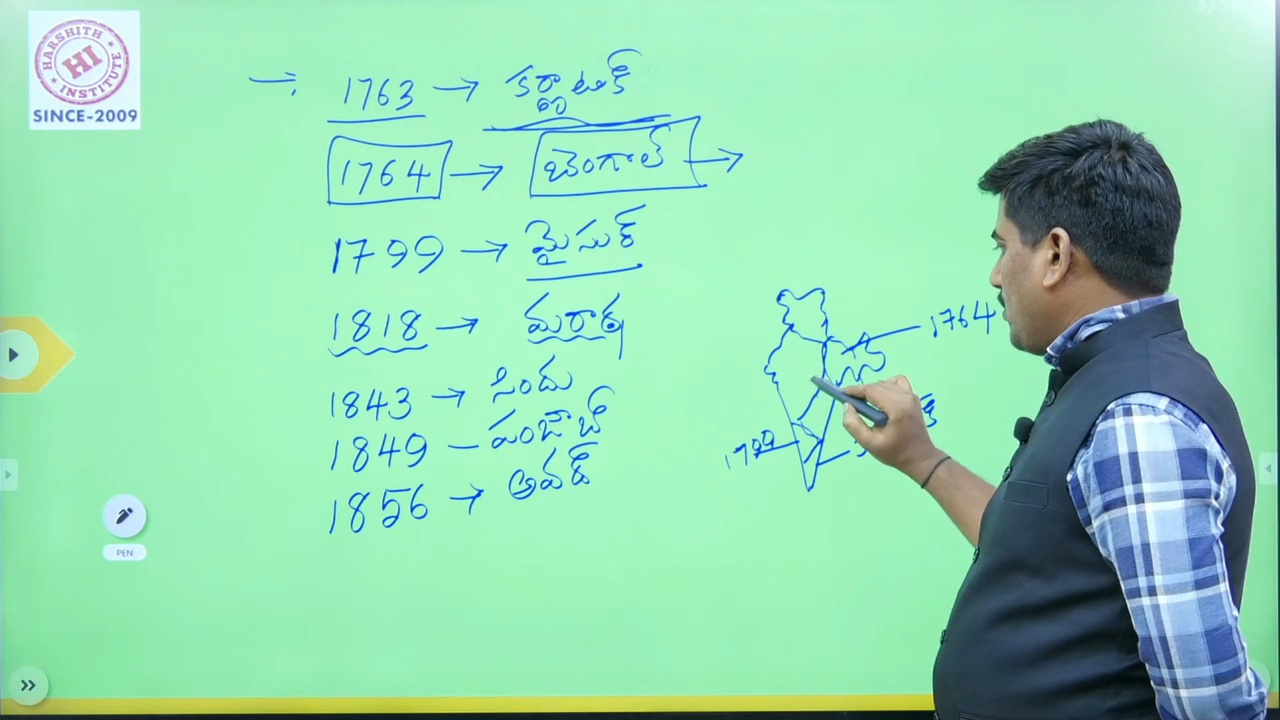 HARSHITH
HI
INSTITUTE
SINCE-2009
→ 1763 → కర్ణాటక్
1764 → బెంగాల్ →
1799 → మైసూర్
1818 → మరాఠా
1843 → సింధు
1849 – పంజాబ్
1856 → అవధ్
1764
1799
PEN